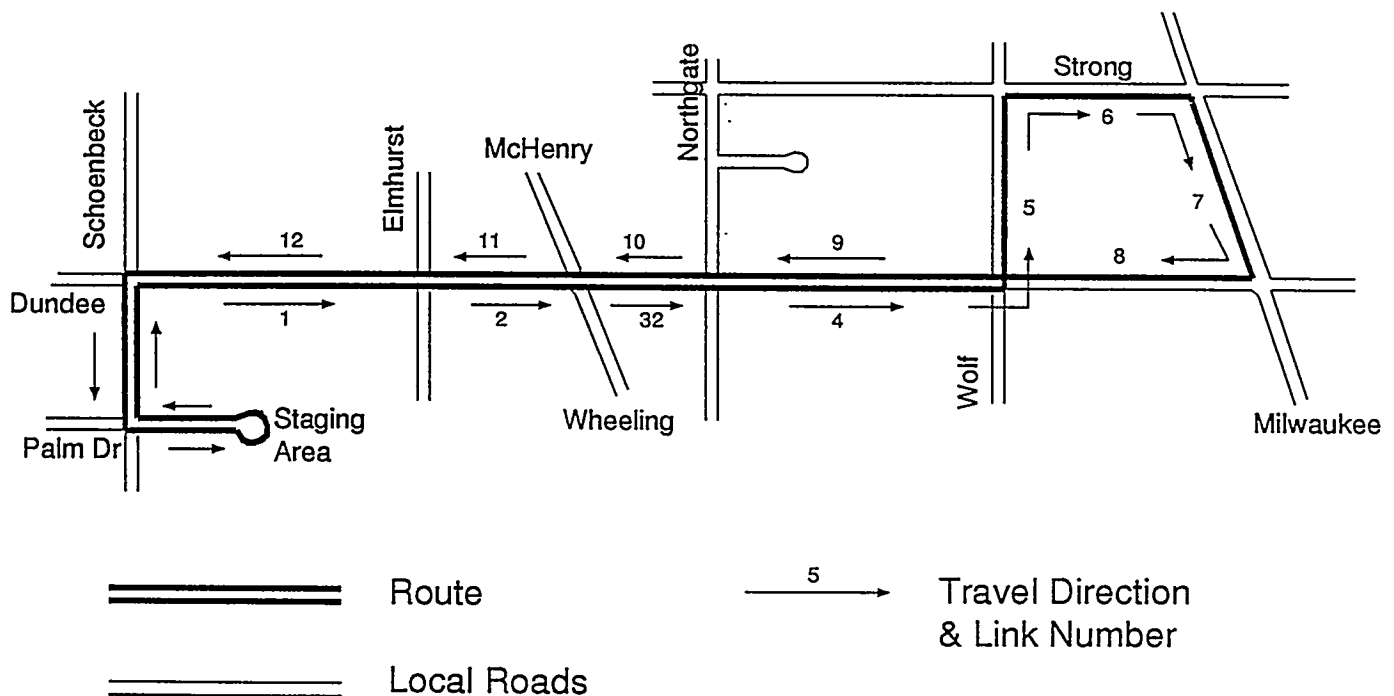 Strong
6
Northgate
McHenry
Schoenbeck
Elmhurst
5
7
12
11
10
9
8
Dundee
1
2
32
4
Wolf
Staging
Area
Wheeling
Milwaukee
Palm Dr
Route
5
Travel Direction
& Link Number
Local Roads